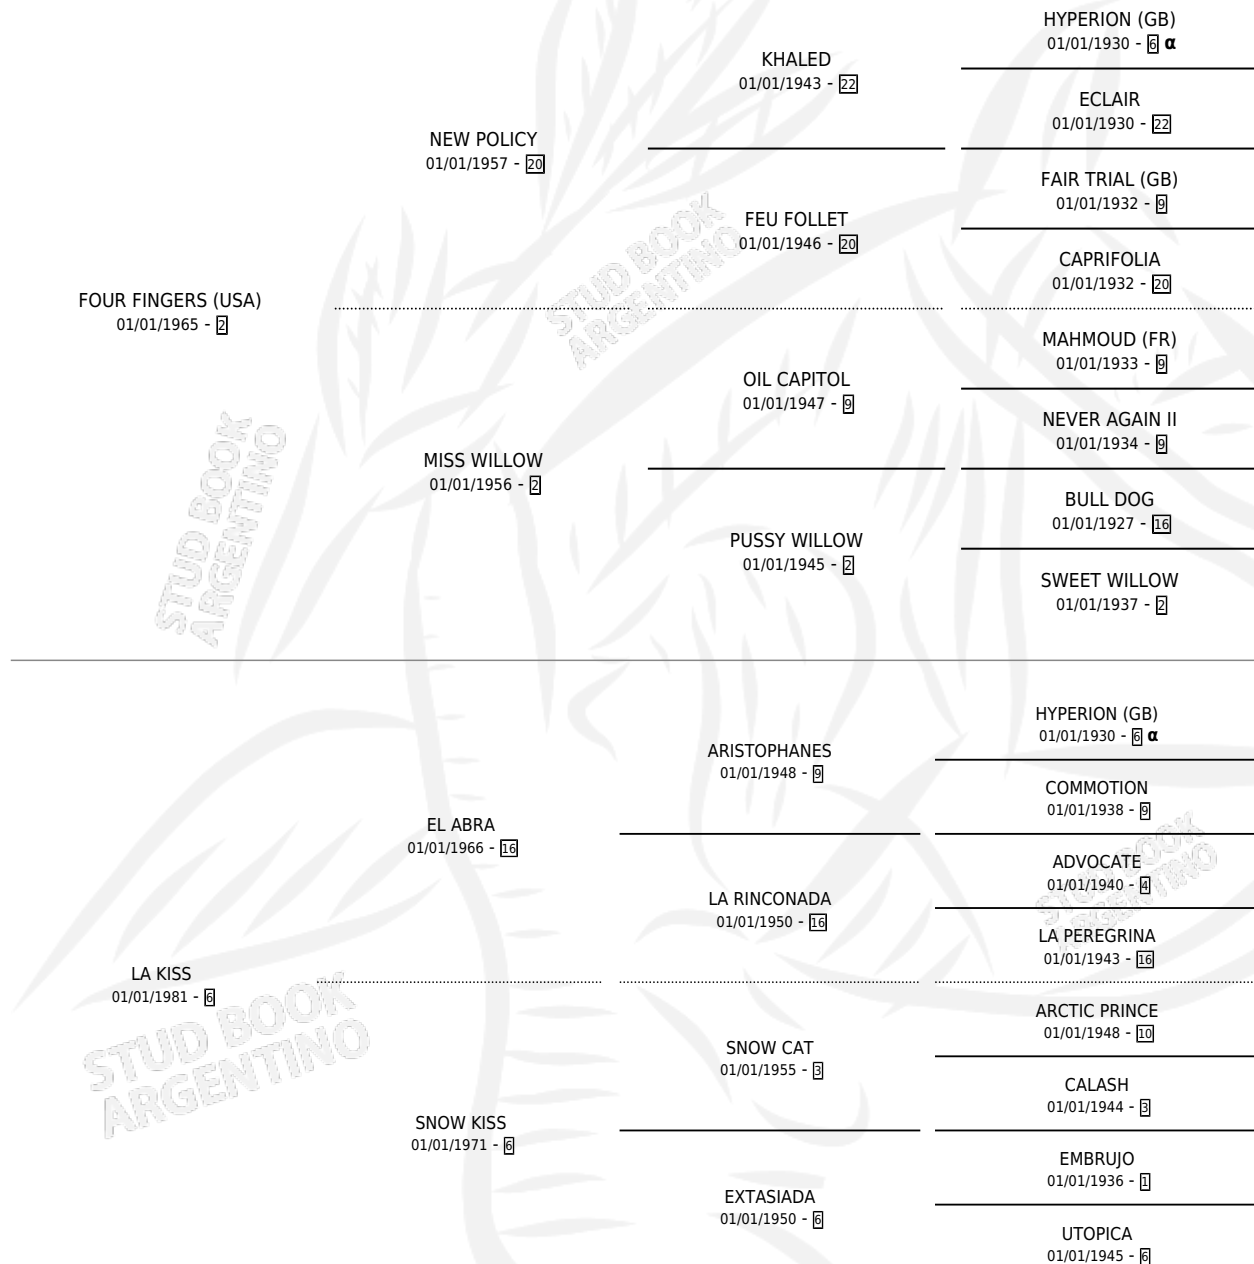 HYPERION (GB)
01/01/1930 - 6 α
KHALED
01/01/1943 - 22
ECLAIR
01/01/1930 - 22
NEW POLICY
01/01/1957 - 20
FAIR TRIAL (GB)
01/01/1932 - 9
FEU FOLLET
01/01/1946 - 20
CAPRIFOLIA
01/01/1932 - 20
FOUR FINGERS (USA)
01/01/1965 - 2
MAHMOUD (FR)
01/01/1933 - 9
OIL CAPITOL
01/01/1947 - 9
NEVER AGAIN II
01/01/1934 - 9
MISS WILLOW
01/01/1956 - 2
BULL DOG
01/01/1927 - 16
PUSSY WILLOW
01/01/1945 - 2
SWEET WILLOW
01/01/1937 - 2
HYPERION (GB)
01/01/1930 - 6 α
ARISTOPHANES
01/01/1948 - 9
COMMOTION
01/01/1938 - 9
EL ABRA
01/01/1966 - 16
ADVOCATE
01/01/1940 - 4
LA RINCONADA
01/01/1950 - 16
LA PEREGRINA
01/01/1943 - 16
LA KISS
01/01/1981 - 6
ARCTIC PRINCE
01/01/1948 - 10
SNOW CAT
01/01/1955 - 3
CALASH
01/01/1944 - 3
SNOW KISS
01/01/1971 - 6
EMBRUJO
01/01/1936 - 1
EXTASIADA
01/01/1950 - 6
UTOPICA
01/01/1945 - 6
STUD BOOK
ARGENTINO
STUD BOOK
ARGENTINO
STUD BOOK
ARGENTINO
STUD BOOK
ARGENTINO